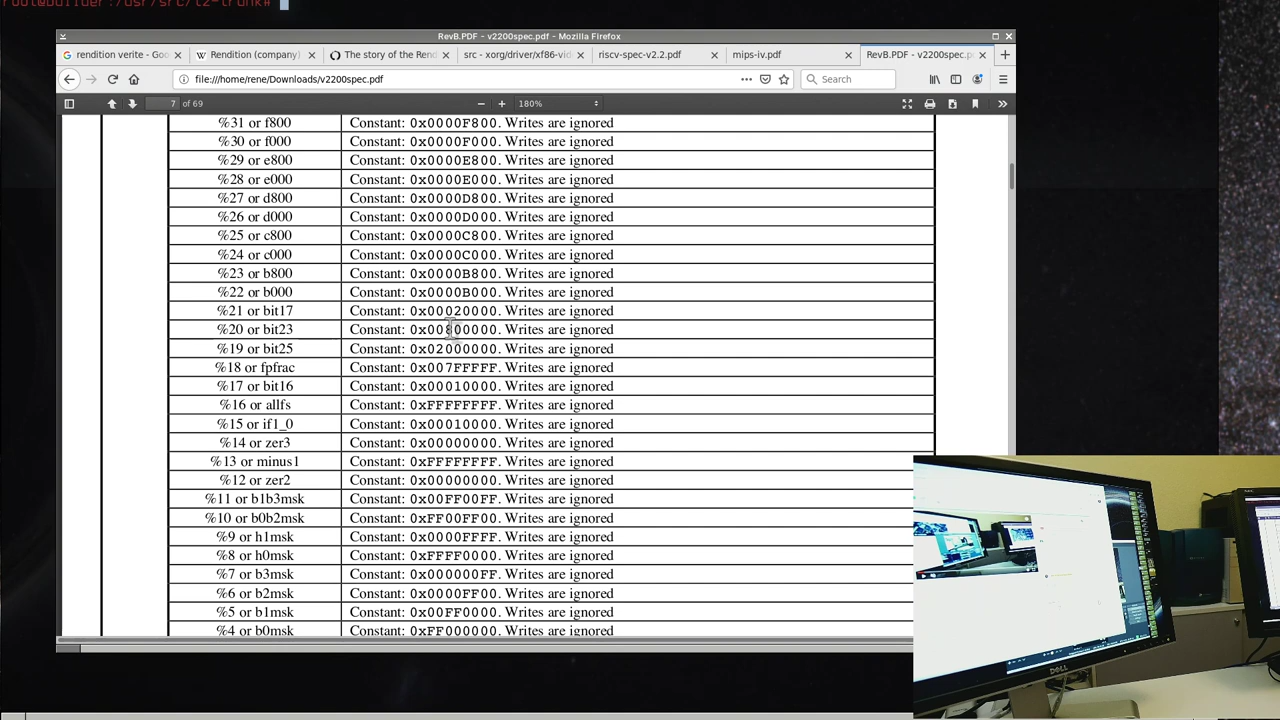 root@builder:/usr/src/t2-trunk#
RevB.PDF - v2200spec.pdf - Mozilla Firefox
rendition verite - Goo
Rendition (company)
The story of the Rend
src - xorg/driver/xf86-vid
riscv-spec-v2.2.pdf
mips-iv.pdf
RevB.PDF - v2200spec.pd
file:///home/rene/Downloads/v2200spec.pdf
Search
7 of 69
180%
%31 or f800 Constant: 0x0000F800. Writes are ignored
%30 or f000 Constant: 0x0000F000. Writes are ignored
%29 or e800 Constant: 0x0000E800. Writes are ignored
%28 or e000 Constant: 0x0000E000. Writes are ignored
%27 or d800 Constant: 0x0000D800. Writes are ignored
%26 or d000 Constant: 0x0000D000. Writes are ignored
%25 or c800 Constant: 0x0000C800. Writes are ignored
%24 or c000 Constant: 0x0000C000. Writes are ignored
%23 or b800 Constant: 0x0000B800. Writes are ignored
%22 or b000 Constant: 0x0000B000. Writes are ignored
%21 or bit17 Constant: 0x00020000. Writes are ignored
%20 or bit23 Constant: 0x00800000. Writes are ignored
%19 or bit25 Constant: 0x02000000. Writes are ignored
%18 or fpfrac Constant: 0x007FFFFF. Writes are ignored
%17 or bit16 Constant: 0x00010000. Writes are ignored
%16 or allfs Constant: 0xFFFFFFFF. Writes are ignored
%15 or if1_0 Constant: 0x00010000. Writes are ignored
%14 or zer3 Constant: 0x00000000. Writes are ignored
%13 or minus1 Constant: 0xFFFFFFFF. Writes are ignored
%12 or zer2 Constant: 0x00000000. Writes are ignored
%11 or b1b3msk Constant: 0x00FF00FF. Writes are ignored
%10 or b0b2msk Constant: 0xFF00FF00. Writes are ignored
%9 or h1msk Constant: 0x0000FFFF. Writes are ignored
%8 or h0msk Constant: 0xFFFF0000. Writes are ignored
%7 or b3msk Constant: 0x000000FF. Writes are ignored
%6 or b2msk Constant: 0x0000FF00. Writes are ignored
%5 or b1msk Constant: 0x00FF0000. Writes are ignored
%4 or b0msk Constant: 0xFF000000. Writes are ignored
DELL